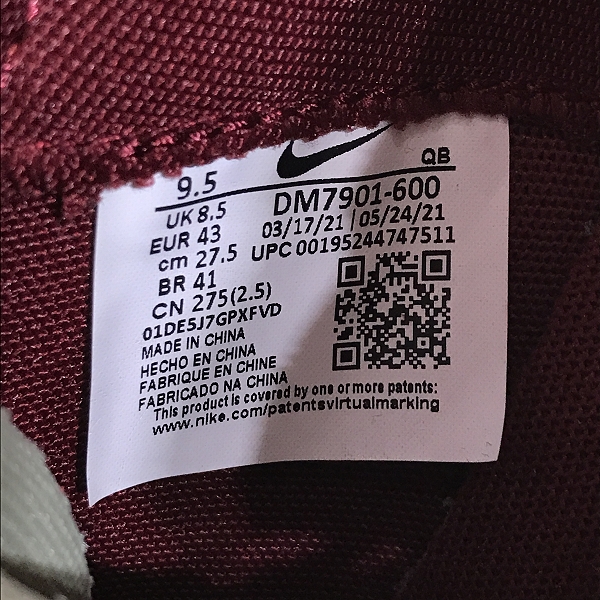 QB
9.5 DM7901-600
UK 8.5 03/17/21 | 05/24/21
EUR 43 UPC 00195244747511
cm 27.5
BR 41
CN 275(2.5)
01DE5J7GPXFVD
MADE IN CHINA
HECHO EN CHINA
FABRIQUE EN CHINE
FABRICADO NA CHINA
This product is covered by one or more patents:
www.nike.com/patentsvirtualmarking